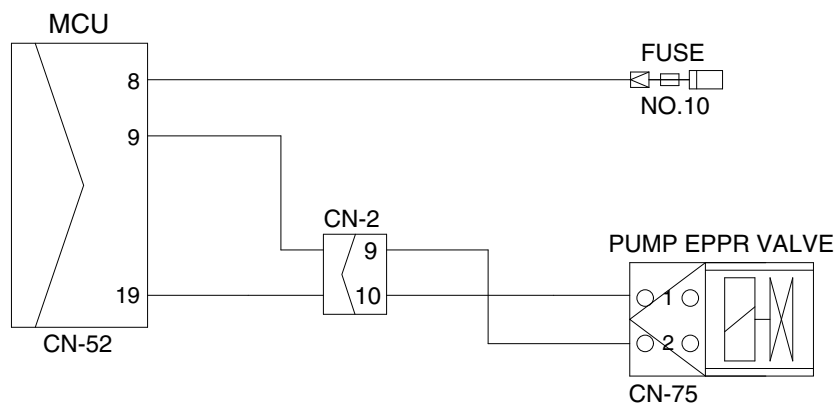 MCU
FUSE
8
NO.10
9
CN-2
9
PUMP EPPR VALVE
19
10
1
CN-52
2
CN-75